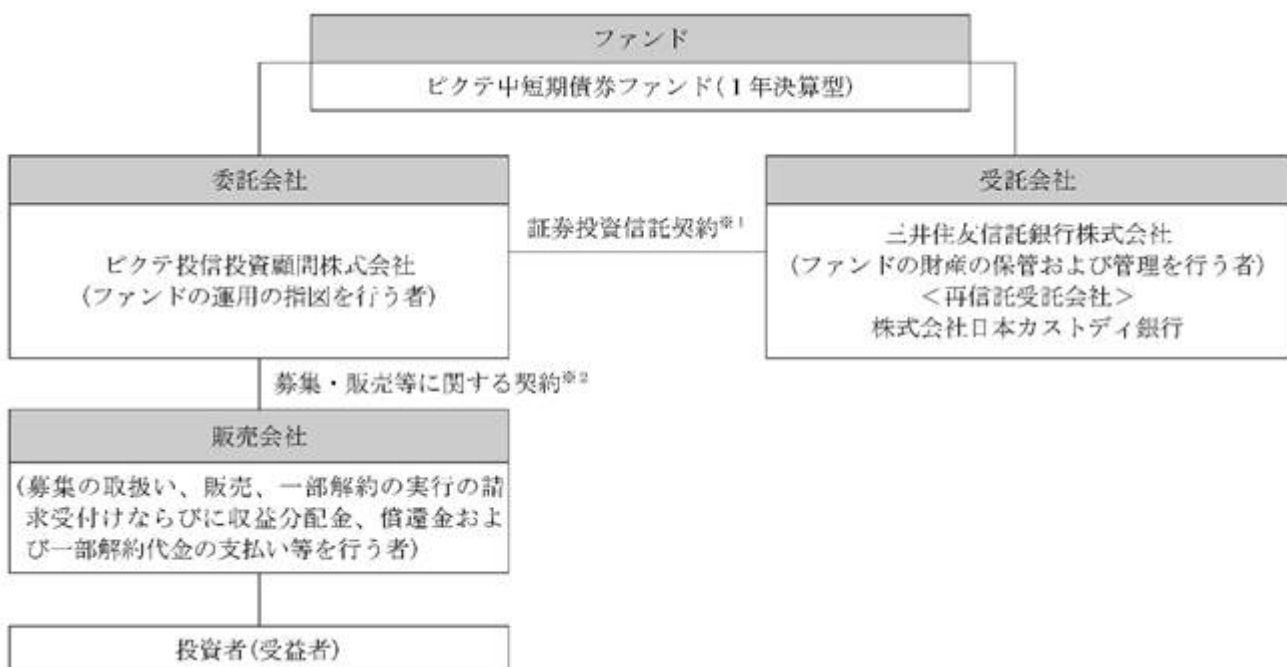 ファンド
ピクテ中短期債券ファンド(1年決算型)
委託会社
ピクテ投信投資顧問株式会社
(ファンドの運用の指図を行う者)
証券投資信託契約※1
受託会社
三井住友信託銀行株式会社
(ファンドの財産の保管および管理を行う者)
<再信託受託会社>
株式会社日本カストディ銀行
募集・販売等に関する契約※2
販売会社
(募集の取扱い、販売、一部解約の実行の請
求受付けならびに収益分配金、償還金およ
び一部解約代金の支払い等を行う者)
投資者(受益者)